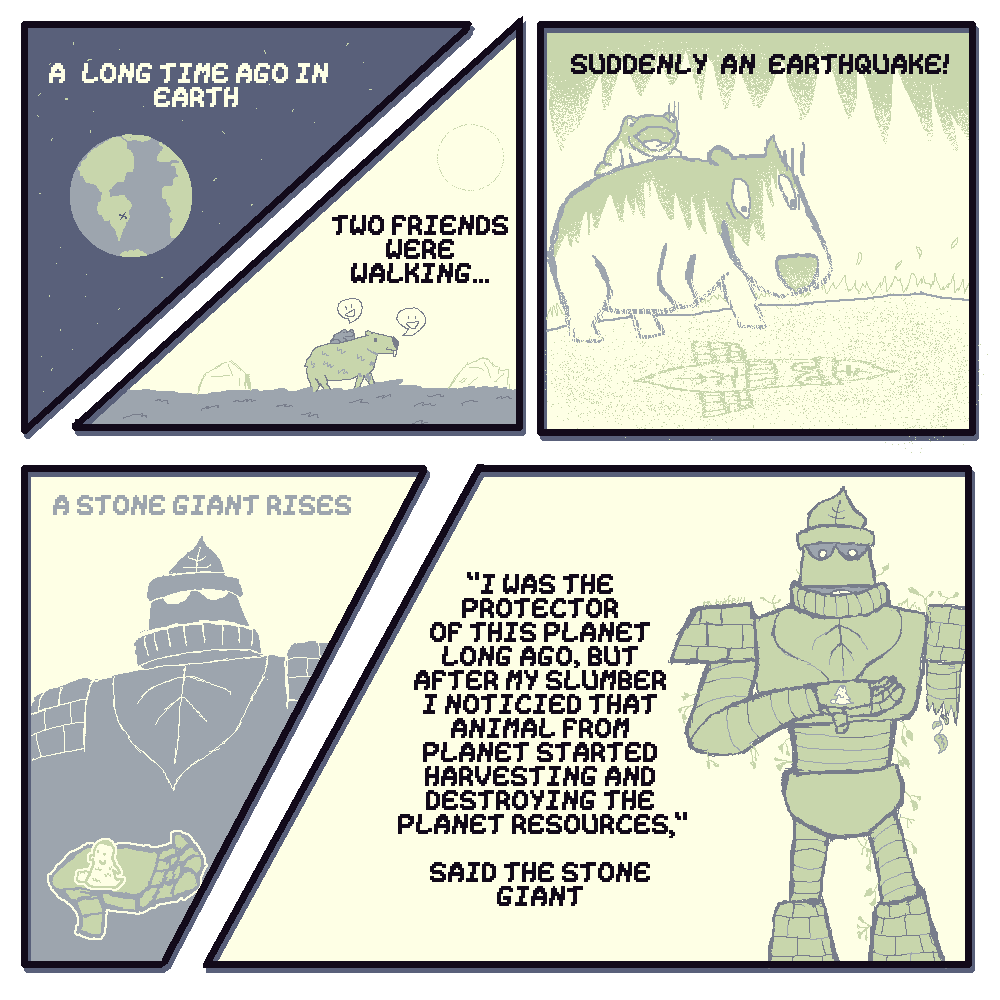 A LONG TIME AGO IN
EARTH
TWO FRIENDS
WERE
WALKING...
SUDDENLY AN EARTHQUAKE!
A STONE GIANT RISES
"I WAS THE
PROTECTOR
OF THIS PLANET
LONG AGO, BUT
AFTER MY SLUMBER
I NOTICIED THAT
ANIMAL FROM
PLANET STARTED
HARVESTING AND
DESTROYING THE
PLANET RESOURCES,"
SAID THE STONE
GIANT